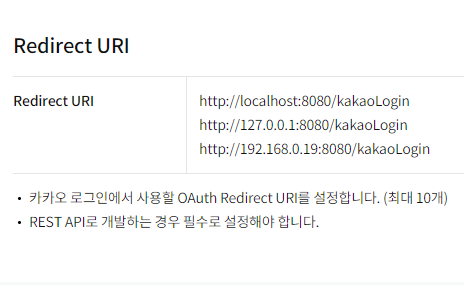 Redirect URI
Redirect URI
http://localhost:8080/kakaoLogin
http://127.0.0.1:8080/kakaoLogin
http://192.168.0.19:8080/kakaoLogin
• 카카오 로그인에서 사용할 OAuth Redirect URI를 설정합니다. (최대 10개)
• REST API로 개발하는 경우 필수로 설정해야 합니다.